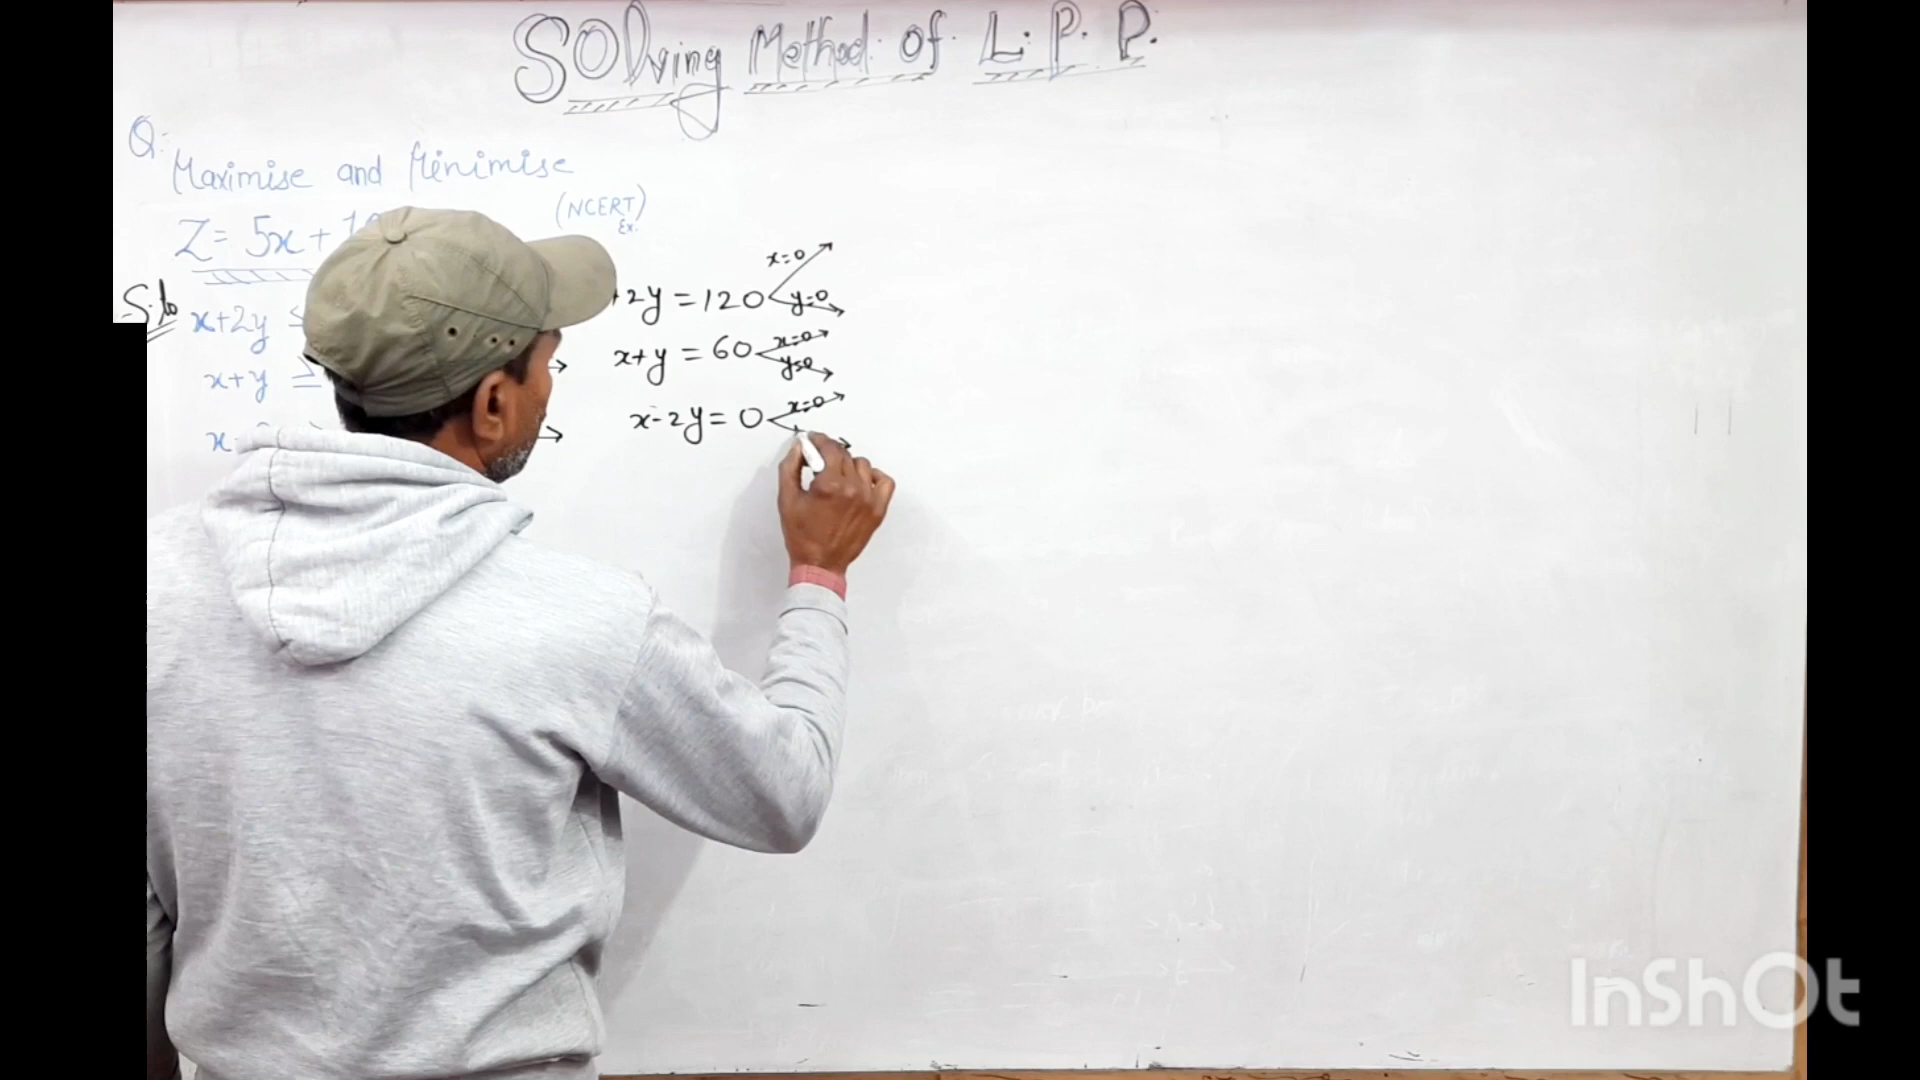 Solving Method of L.P.P.
Q:
Maximise and Minimise
(NCERT)
Ex.
Z = 5x + 10
x=0
x+2y ≤
+2y = 120
y=0
x+y ≥
x+y = 60
x=0
y=0
x-2y = 0
x=0
InShOt